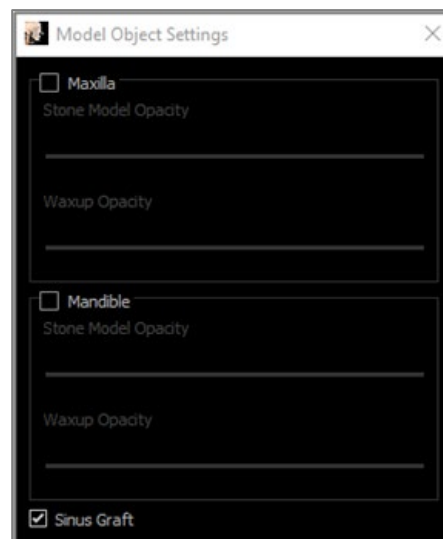 Model Object Settings
Maxilla
Stone Model Opacity
Waxup Opacity
Mandible
Stone Model Opacity
Waxup Opacity
Sinus Graft